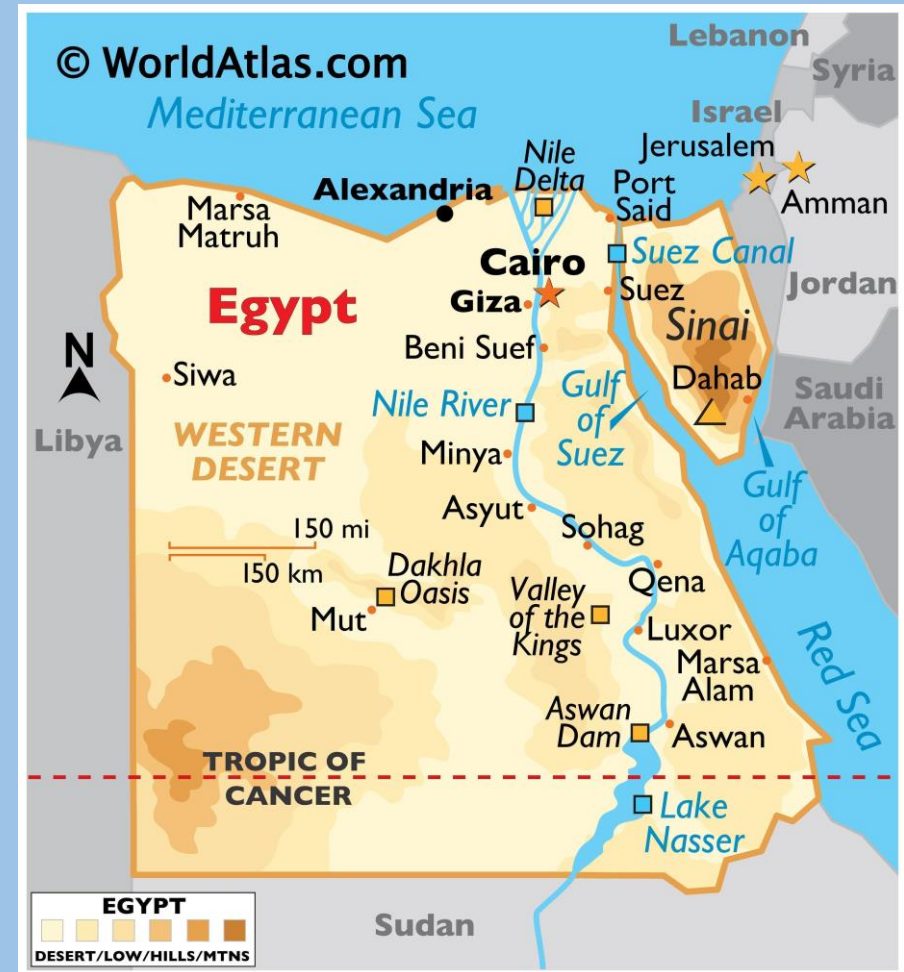 © WorldAtlas.com
Mediterranean Sea
Lebanon
Syria
Israel
Jerusalem
Amman
Jordan
Saudi
Arabia
Marsa
Matruh
Alexandria
Nile
Delta
Port
Said
Suez Canal
Cairo
Egypt
Giza
Suez
Sinai
N
Siwa
Beni Suef
Dahab
Libya
Nile River
Gulf
of
Suez
WESTERN
DESERT
Minya
Gulf
of
Aqaba
Asyut
150 mi
150 km
Sohag
Dakhla
Oasis
Mut
Valley
of the
Kings
Qena
Luxor
Marsa
Alam
Red Sea
Aswan
Dam
Aswan
TROPIC OF
CANCER
Lake
Nasser
EGYPT
DESERT/LOW/HILLS/MTNS
Sudan